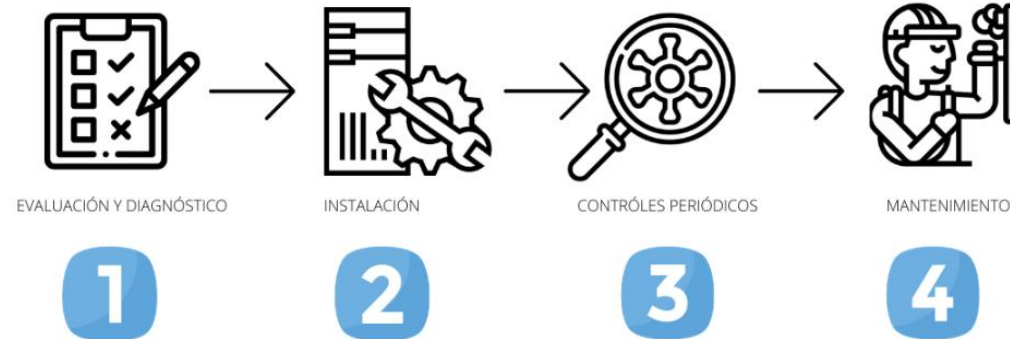 EVALUACIÓN Y DIAGNÓSTICO
INSTALACIÓN
CONTRÓLES PERIÓDICOS
MANTENIMIENTO
1
2
3
4